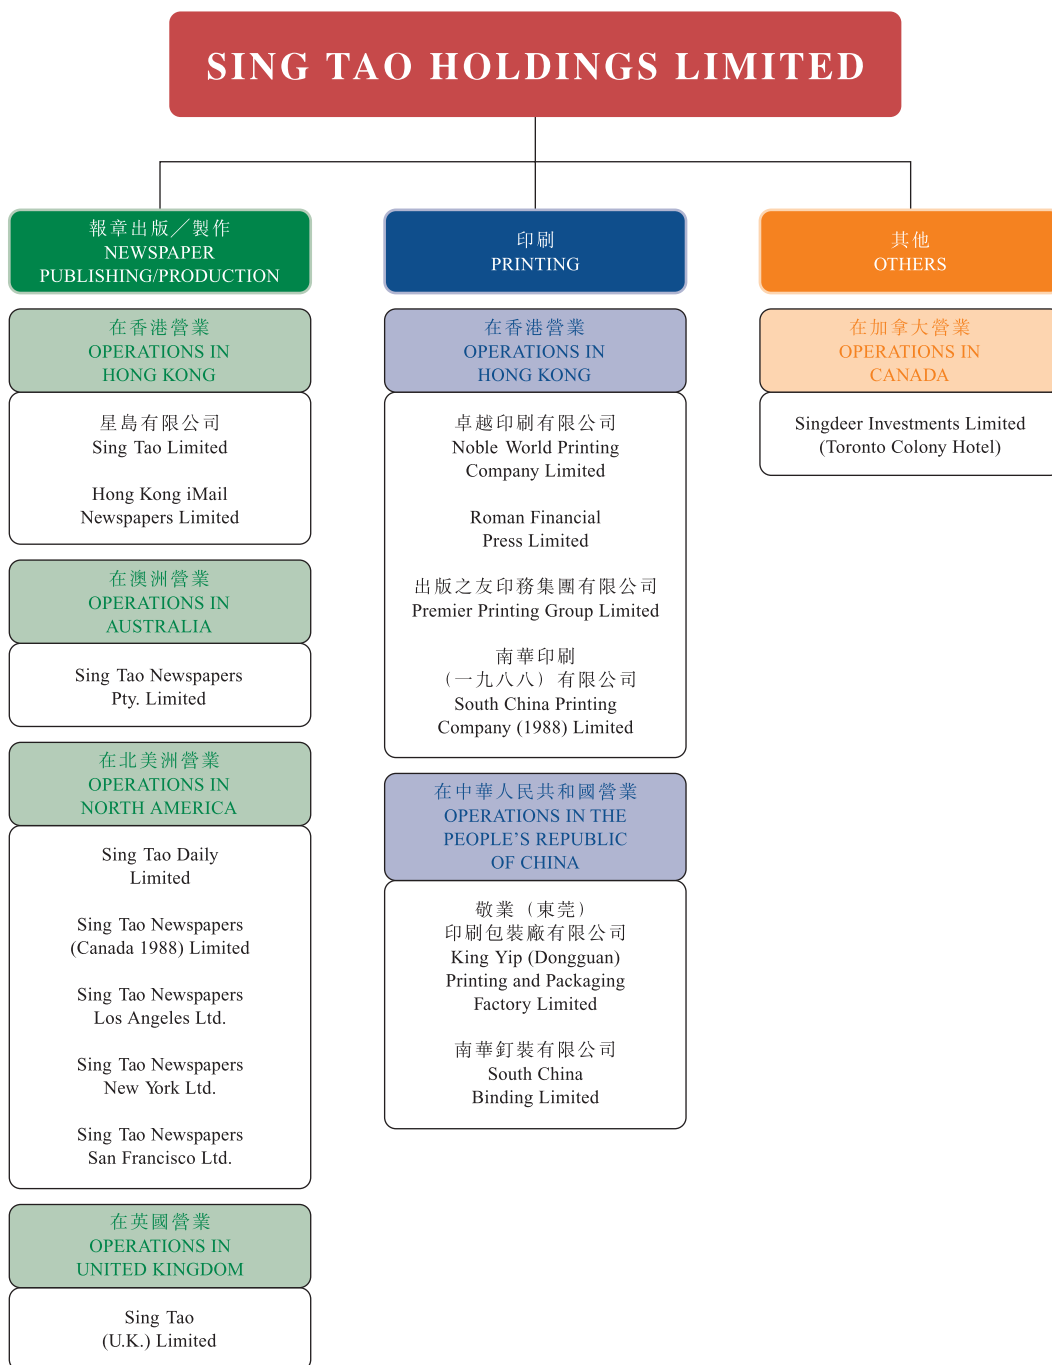 SING TAO HOLDINGS LIMITED
報章出版／製作
NEWSPAPER
PUBLISHING/PRODUCTION
在香港營業
OPERATIONS IN
HONG KONG
星島有限公司
Sing Tao Limited
Hong Kong iMail
Newspapers Limited
在澳洲營業
OPERATIONS IN
AUSTRALIA
Sing Tao Newspapers
Pty. Limited
在北美洲營業
OPERATIONS IN
NORTH AMERICA
Sing Tao Daily
Limited
Sing Tao Newspapers
(Canada 1988) Limited
Sing Tao Newspapers
Los Angeles Ltd.
Sing Tao Newspapers
New York Ltd.
Sing Tao Newspapers
San Francisco Ltd.
在英國營業
OPERATIONS IN
UNITED KINGDOM
Sing Tao
(U.K.) Limited
印刷
PRINTING
在香港營業
OPERATIONS IN
HONG KONG
卓越印刷有限公司
Noble World Printing
Company Limited
Roman Financial
Press Limited
出版之友印務集團有限公司
Premier Printing Group Limited
南華印刷
（一九八八）有限公司
South China Printing
Company (1988) Limited
在中華人民共和國營業
OPERATIONS IN THE
PEOPLE’S REPUBLIC
OF CHINA
敬業（東莞）
印刷包裝廠有限公司
King Yip (Dongguan)
Printing and Packaging
Factory Limited
南華釘裝有限公司
South China
Binding Limited
其他
OTHERS
在加拿大營業
OPERATIONS IN
CANADA
Singdeer Investments Limited
(Toronto Colony Hotel)